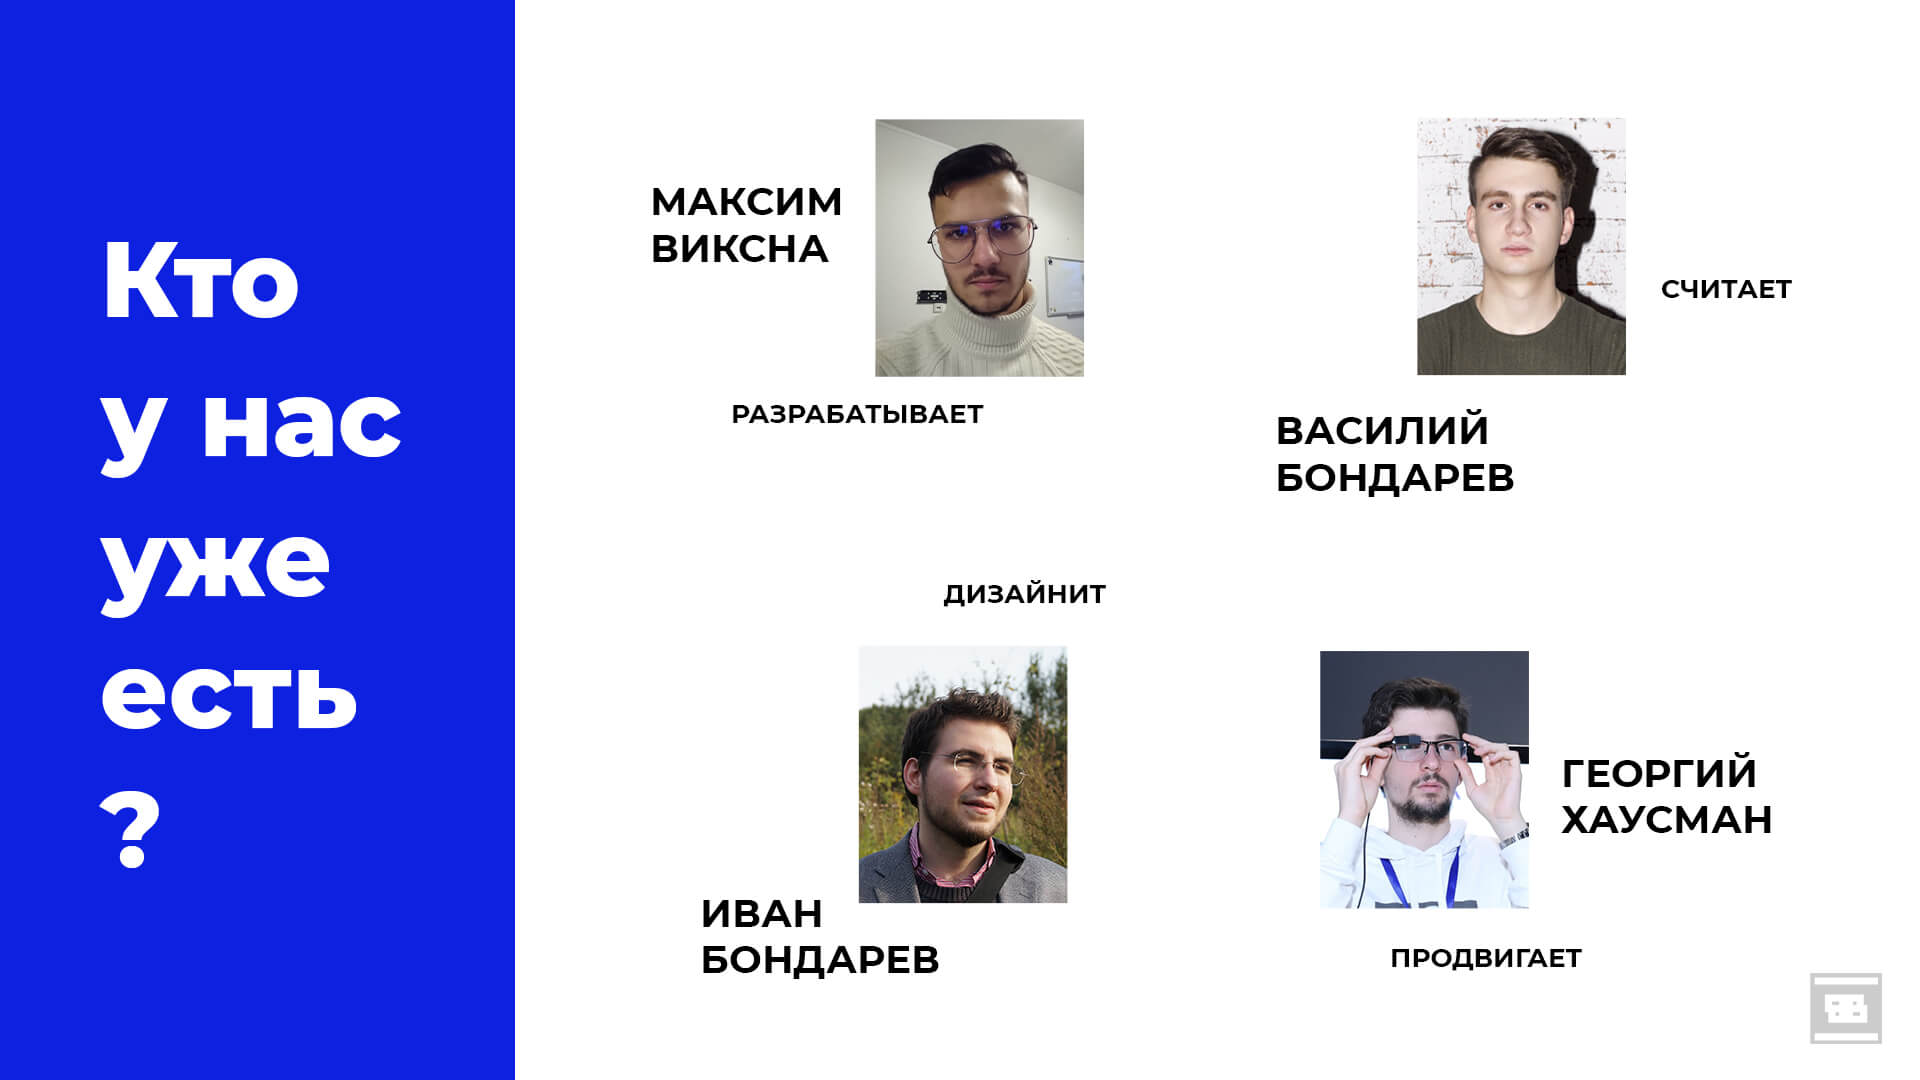 Кто
у нас
уже
есть
?
МАКСИМ
ВИКСНА
РАЗРАБАТЫВАЕТ
СЧИТАЕТ
ВАСИЛИЙ
БОНДАРЕВ
ДИЗАЙНИТ
ИВАН
БОНДАРЕВ
ГЕОРГИЙ
ХАУСМАН
ПРОДВИГАЕТ